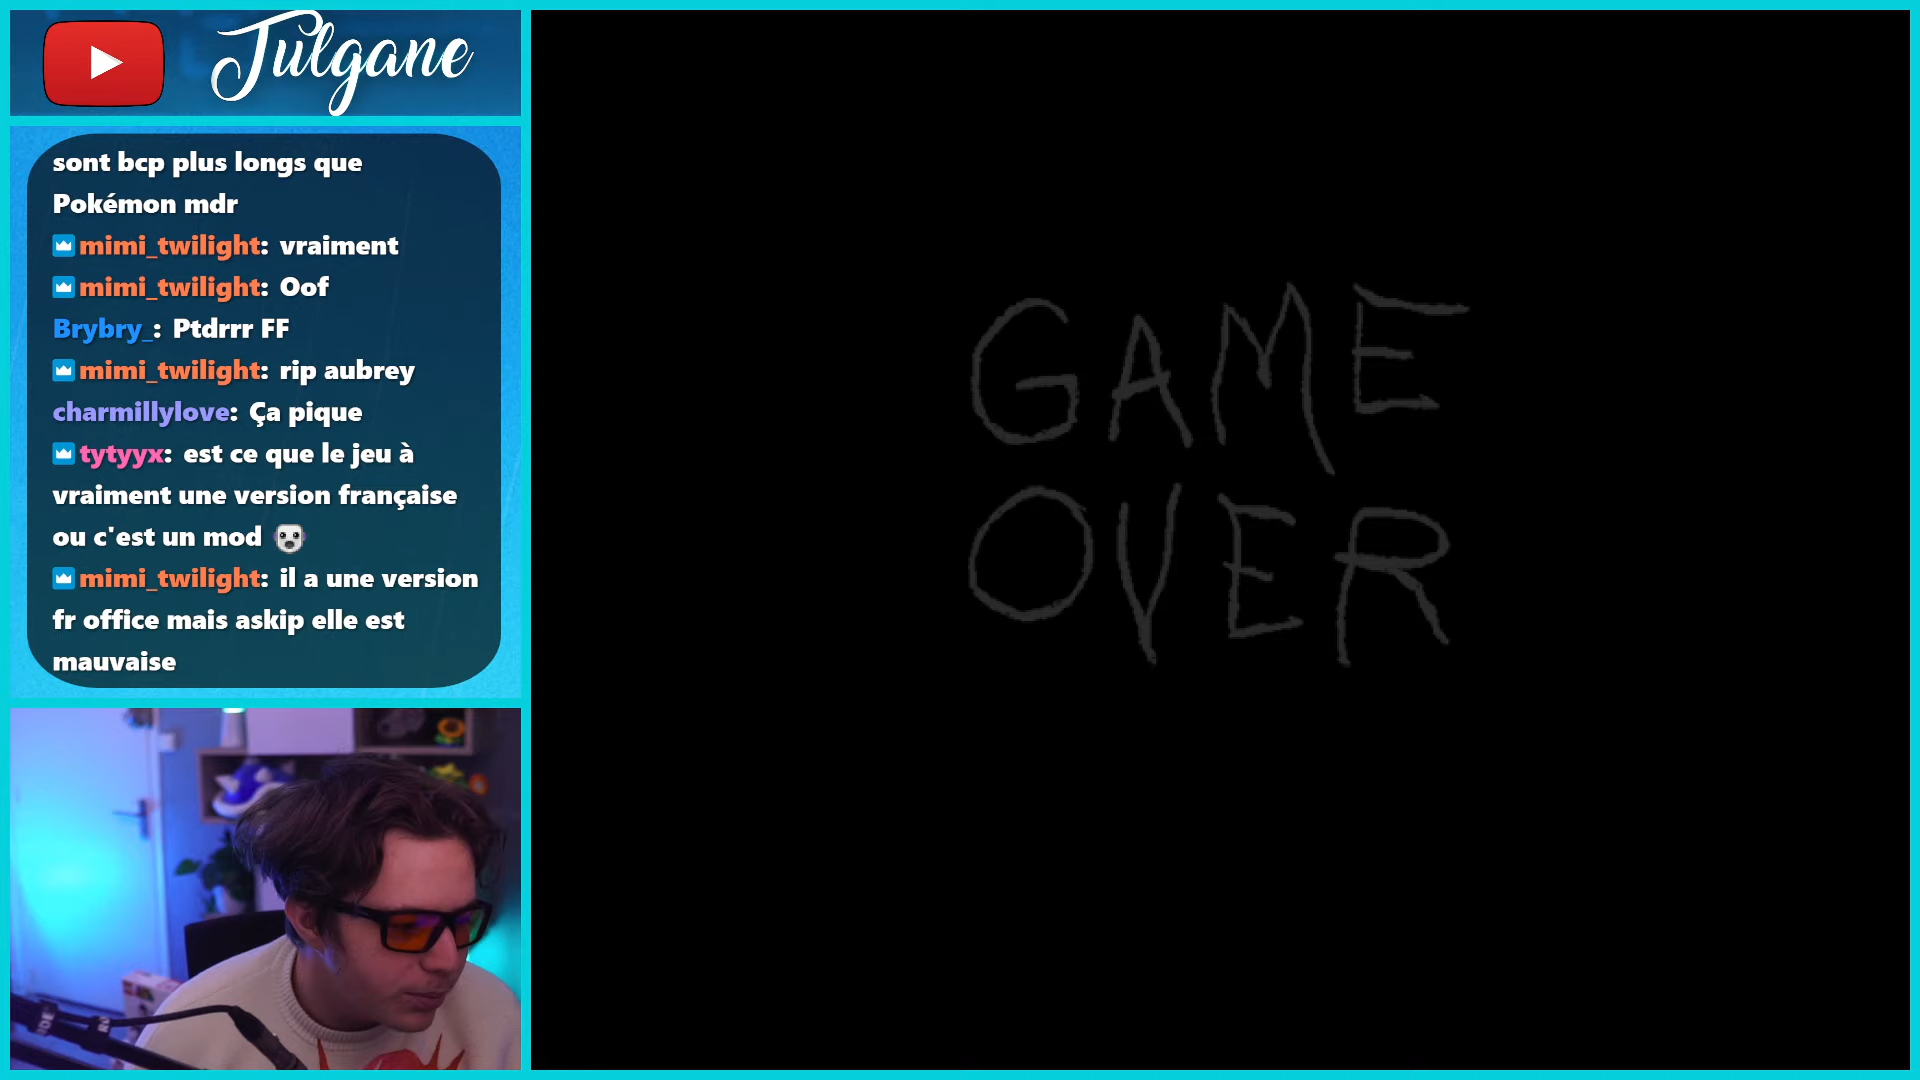 Julgane
sont bcp plus longs que
Pokémon mdr
mimi_twilight: vraiment
mimi_twilight: Oof
Brybry_: Ptdrrr FF
mimi_twilight: rip aubrey
charmillylove: Ça pique
tytyyx: est ce que le jeu à
vraiment une version française
ou c'est un mod
mimi_twilight: il a une version
fr office mais askip elle est
mauvaise
GAME
OVER